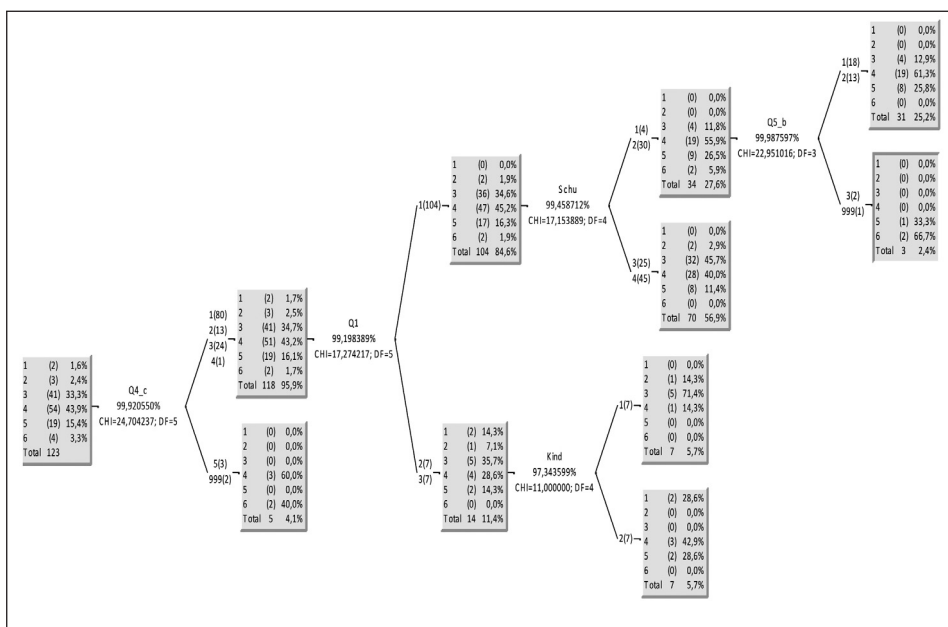 1 (2) 1,6%
2 (3) 2,4%
3 (41) 33,3%
4 (54) 43,9%
5 (19) 15,4%
6 (4) 3,3%
Total 123
Q4_c
99,920550%
CHI=24,704237; DF=5
1(80)
2(13)
3(24)
4(1)
1 (2) 1,7%
2 (3) 2,5%
3 (41) 34,7%
4 (51) 43,2%
5 (19) 16,1%
6 (2) 1,7%
Total 118 95,9%
5(3)
999(2)
1 (0) 0,0%
2 (0) 0,0%
3 (0) 0,0%
4 (3) 60,0%
5 (0) 0,0%
6 (2) 40,0%
Total 5 4,1%
Q1
99,198389%
CHI=17,274217; DF=5
1(104)
1 (0) 0,0%
2 (2) 1,9%
3 (36) 34,6%
4 (47) 45,2%
5 (17) 16,3%
6 (2) 1,9%
Total 104 84,6%
2(7)
3(7)
1 (2) 14,3%
2 (1) 7,1%
3 (5) 35,7%
4 (4) 28,6%
5 (2) 14,3%
6 (0) 0,0%
Total 14 11,4%
Schu
99,458712%
CHI=17,153889; DF=4
1(4)
2(30)
1 (0) 0,0%
2 (0) 0,0%
3 (4) 11,8%
4 (19) 55,9%
5 (9) 26,5%
6 (2) 5,9%
Total 34 27,6%
3(25)
4(45)
1 (0) 0,0%
2 (2) 2,9%
3 (32) 45,7%
4 (28) 40,0%
5 (8) 11,4%
6 (0) 0,0%
Total 70 56,9%
Kind
97,343599%
CHI=11,000000; DF=4
1(7)
1 (0) 0,0%
2 (1) 14,3%
3 (5) 71,4%
4 (1) 14,3%
5 (0) 0,0%
6 (0) 0,0%
Total 7 5,7%
2(7)
1 (2) 28,6%
2 (0) 0,0%
3 (0) 0,0%
4 (3) 42,9%
5 (2) 28,6%
6 (0) 0,0%
Total 7 5,7%
Q5_b
99,987597%
CHI=22,951016; DF=3
1(18)
2(13)
1 (0) 0,0%
2 (0) 0,0%
3 (4) 12,9%
4 (19) 61,3%
5 (8) 25,8%
6 (0) 0,0%
Total 31 25,2%
3(2)
999(1)
1 (0) 0,0%
2 (0) 0,0%
3 (0) 0,0%
4 (0) 0,0%
5 (1) 33,3%
6 (2) 66,7%
Total 3 2,4%